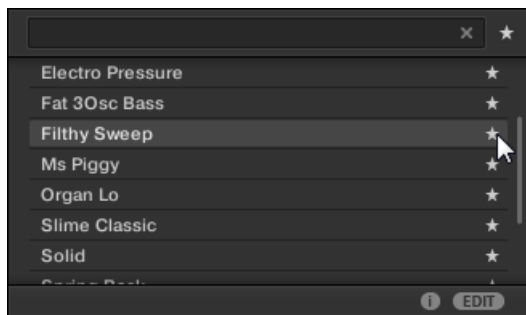 Electro Pressure
Fat 3Osc Bass
Filthy Sweep
Ms Piggy
Organ Lo
Slime Classic
Solid
i EDIT